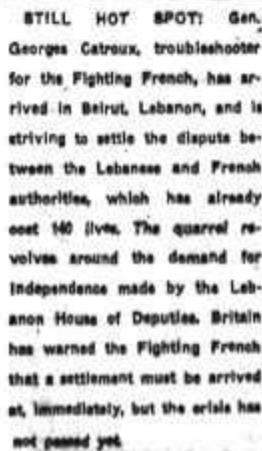 STILL HOT SPOT: Gen.
Georges Catroux, troubleshooter
for the Fighting French, has ar-
rived in Beirut, Lebanon, and is
striving to settle the dispute be-
tween the Lebanese and French
authorities, which has already
cost 140 lives. The quarrel re-
volves around the demand for
independence made by the Leb-
anon House of Deputies. Britain
has warned the Fighting French
that a settlement must be arrived
at, immediately, but the crisis has
not passed yet.